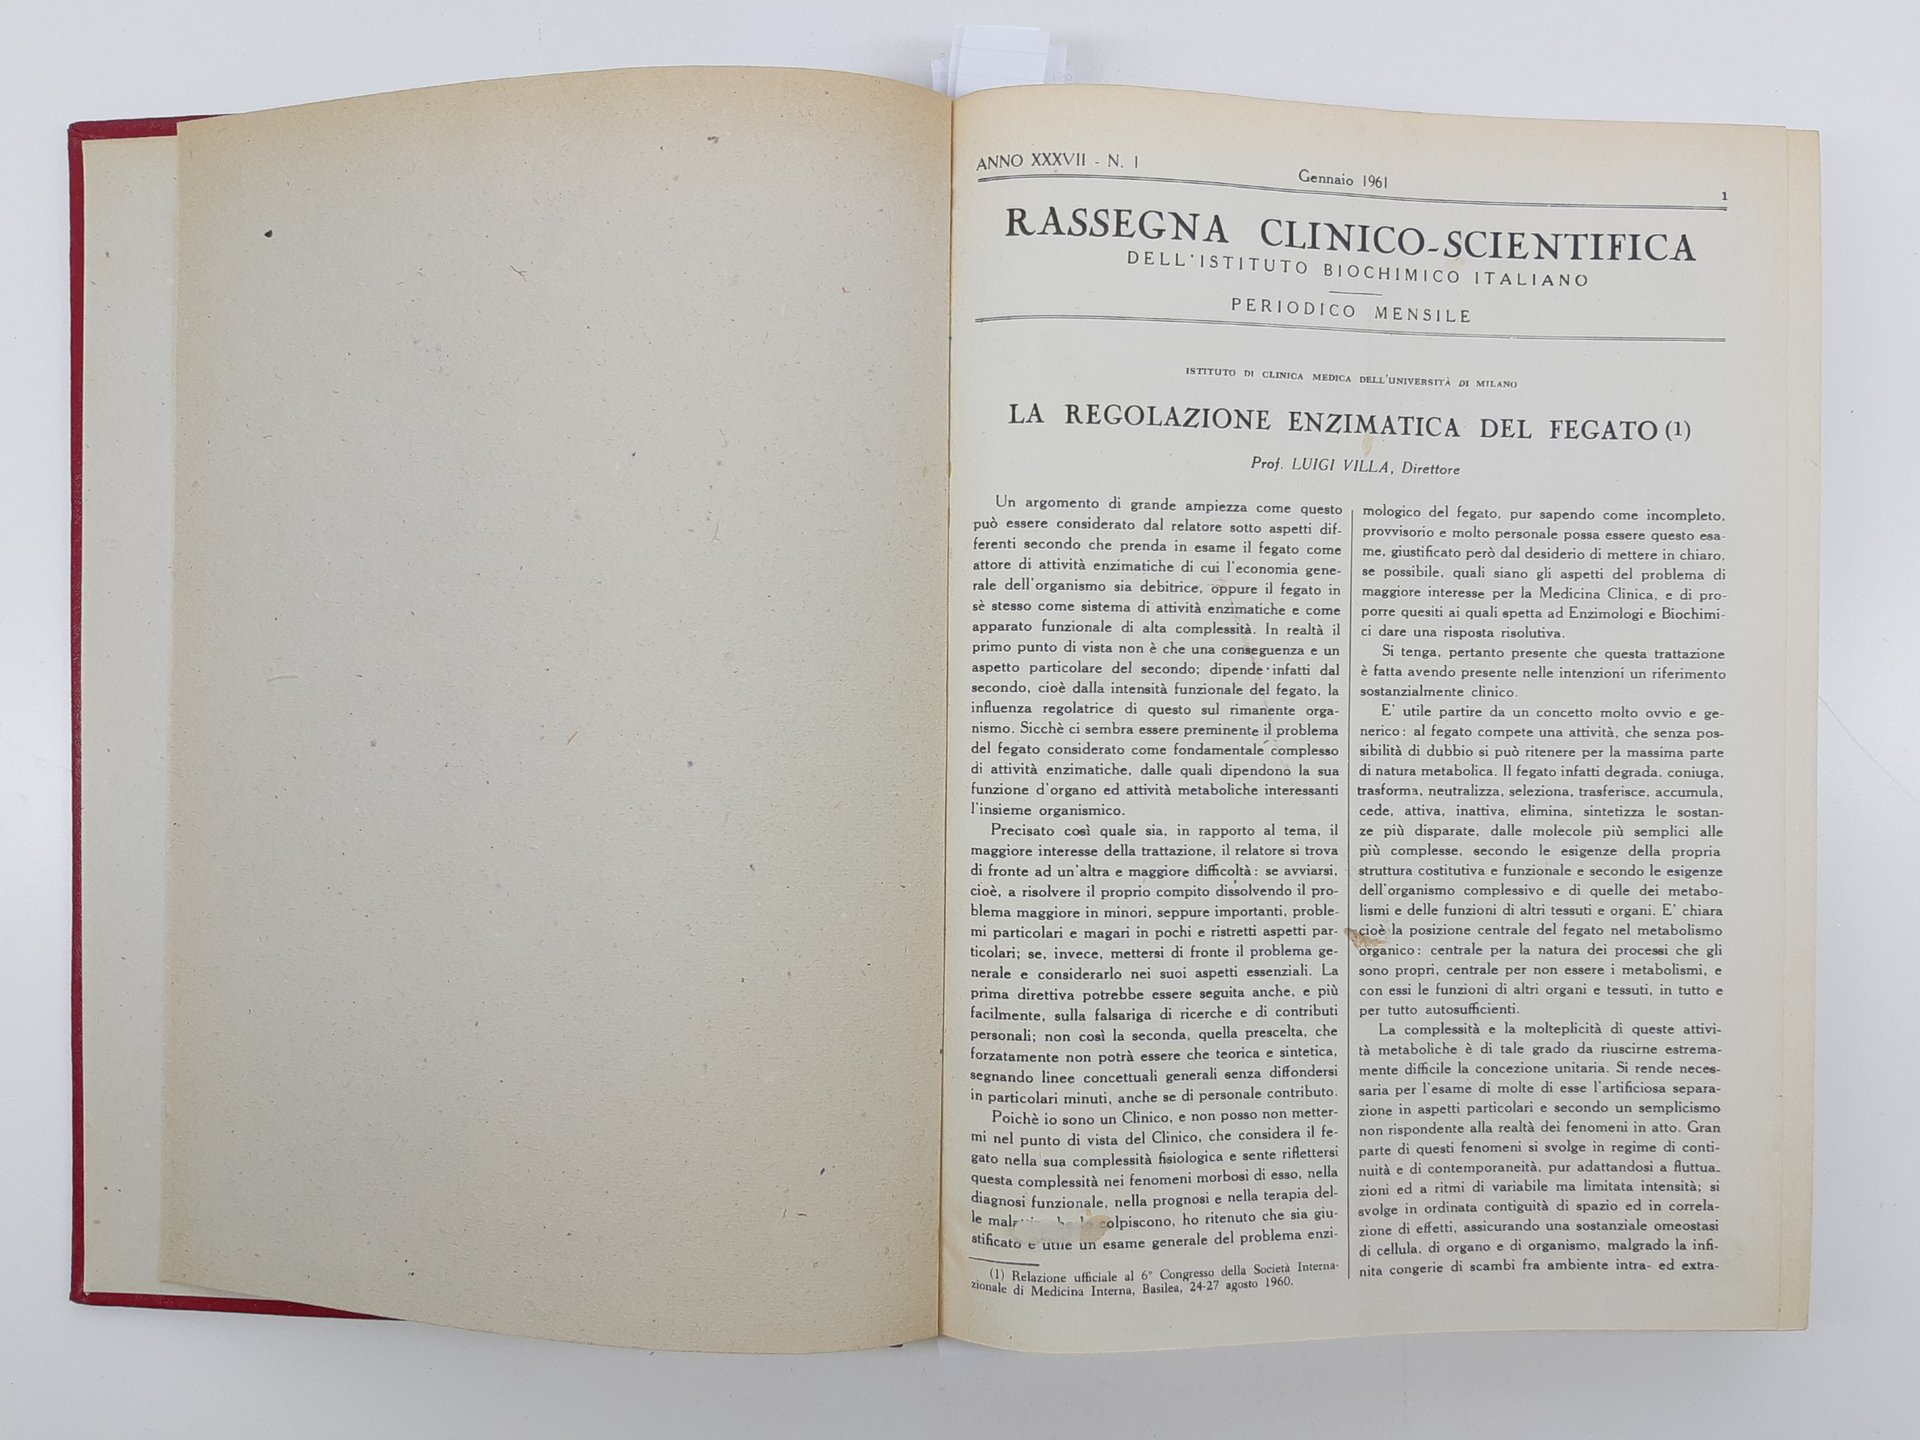 ANNO XXXVII - N. 1
Gennaio 1961
1
RASSEGNA CLINICO-SCIENTIFICA
DELL'ISTITUTO BIOCHIMICO ITALIANO
PERIODICO MENSILE
ISTITUTO DI CLINICA MEDICA DELL'UNIVERSITÀ DI MILANO
LA REGOLAZIONE ENZIMATICA DEL FEGATO (1)
Prof. LUIGI VILLA, Direttore
Un argomento di grande ampiezza come questo
può essere considerato dal relatore sotto aspetti dif-
ferenti secondo che prenda in esame il fegato come
attore di attività enzimatiche di cui l'economia gene-
rale dell'organismo sia debitrice, oppure il fegato in
sè stesso come sistema di attività enzimatiche e come
apparato funzionale di alta complessità. In realtà il
primo punto di vista non è che una conseguenza e un
aspetto particolare del secondo; dipende infatti dal
secondo, cioè dalla intensità funzionale del fegato, la
influenza regolatrice di questo sul rimanente orga-
nismo. Sicchè ci sembra essere preminente il problema
del fegato considerato come fondamentale complesso
di attività enzimatiche, dalle quali dipendono la sua
funzione d'organo ed attività metaboliche interessanti
l'insieme organismico.
Precisato così quale sia, in rapporto al tema, il
maggiore interesse della trattazione, il relatore si trova
di fronte ad un'altra e maggiore difficoltà: se avviarsi,
cioè, a risolvere il proprio compito dissolvendo il pro-
blema maggiore in minori, seppure importanti, proble-
mi particolari e magari in pochi e ristretti aspetti par-
ticolari; se, invece, mettersi di fronte il problema ge-
nerale e considerarlo nei suoi aspetti essenziali. La
prima direttiva potrebbe essere seguita anche, e più
facilmente, sulla falsariga di ricerche e di contributi
personali; non così la seconda, quella prescelta, che
forzatamente non potrà essere che teorica e sintetica,
segnando linee concettuali generali senza diffondersi
in particolari minuti, anche se di personale contributo.
Poichè io sono un Clinico, e non posso non metter-
mi nel punto di vista del Clinico, che considera il fe-
gato nella sua complessità fisiologica e sente riflettersi
questa complessità nei fenomeni morbosi di esso, nella
diagnosi funzionale, nella prognosi e nella terapia del-
le colpiscono, ho ritenuto che sia giu-
stificato e utile un esame generale del problema enzi-
(1) Relazione ufficiale al 6° Congresso della Società Interna-
zionale di Medicina Interna, Basilea, 24-27 agosto 1960.
mologico del fegato, pur sapendo come incompleto,
provvisorio e molto personale possa essere questo esa-
me, giustificato però dal desiderio di mettere in chiaro,
se possibile, quali siano gli aspetti del problema di
maggiore interesse per la Medicina Clinica, e di pro-
porre quesiti ai quali spetta ad Enzimologi e Biochimi-
ci dare una risposta risolutiva.
Si tenga, pertanto presente che questa trattazione
è fatta avendo presente nelle intenzioni un riferimento
sostanzialmente clinico.
E' utile partire da un concetto molto ovvio e ge-
nerico: al fegato compete una attività, che senza pos-
sibilità di dubbio si può ritenere per la massima parte
di natura metabolica. Il fegato infatti degrada, coniuga,
trasforma, neutralizza, seleziona, trasferisce, accumula,
cede, attiva, inattiva, elimina, sintetizza le sostan-
ze più disparate, dalle molecole più semplici alle
più complesse, secondo le esigenze della propria
struttura costitutiva e funzionale e secondo le esigenze
dell'organismo complessivo e di quelle dei metabo-
lismi e delle funzioni di altri tessuti e organi. E' chiara
cioè la posizione centrale del fegato nel metabolismo
organico: centrale per la natura dei processi che gli
sono propri, centrale per non essere i metabolismi, e
con essi le funzioni di altri organi e tessuti, in tutto e
per tutto autosufficienti.
La complessità e la molteplicità di queste attivi-
tà metaboliche è di tale grado da riuscirne estrema-
mente difficile la concezione unitaria. Si rende neces-
saria per l'esame di molte di esse l'artificiosa separa-
zione in aspetti particolari e secondo un semplicismo
non rispondente alla realtà dei fenomeni in atto. Gran
parte di questi fenomeni si svolge in regime di conti-
nuità e di contemporaneità, pur adattandosi a fluttua-
zioni ed a ritmi di variabile ma limitata intensità; si
svolge in ordinata contiguità di spazio ed in correla-
zione di effetti, assicurando una sostanziale omeostasi
di cellula, di organo e di organismo, malgrado la infi-
nita congerie di scambi fra ambiente intra- ed extra-